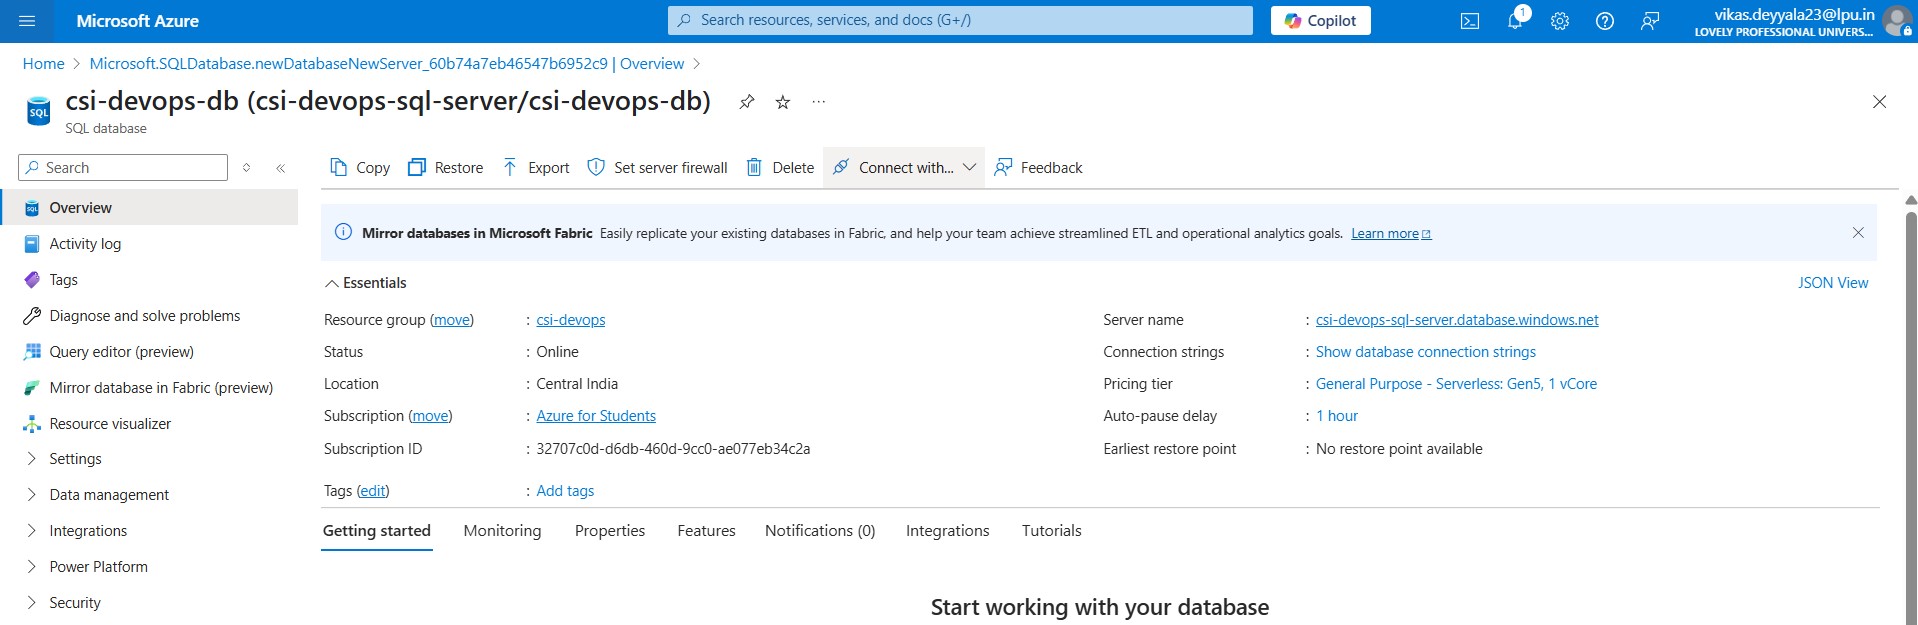 Microsoft Azure
Search resources, services, and docs (G+/)
Copilot
1
vikas.deyyala23@lpu.in
LOVELY PROFESSIONAL UNIVERS...
Home > Microsoft.SQLDatabase.newDatabaseNewServer_60b74a7eb46547b6952c9 | Overview >
SQL
csi-devops-db (csi-devops-sql-server/csi-devops-db)
SQL database
Search
Copy
Restore
Export
Set server firewall
Delete
Connect with...
Feedback
Overview
Activity log
Tags
Diagnose and solve problems
Query editor (preview)
Mirror database in Fabric (preview)
Resource visualizer
Settings
Data management
Integrations
Power Platform
Security
Mirror databases in Microsoft Fabric Easily replicate your existing databases in Fabric, and help your team achieve streamlined ETL and operational analytics goals. Learn more
Essentials
JSON View
Resource group (move) : csi-devops
Status : Online
Location : Central India
Subscription (move) : Azure for Students
Subscription ID : 32707c0d-d6db-460d-9cc0-ae077eb34c2a
Tags (edit) : Add tags
Server name : csi-devops-sql-server.database.windows.net
Connection strings : Show database connection strings
Pricing tier : General Purpose - Serverless: Gen5, 1 vCore
Auto-pause delay : 1 hour
Earliest restore point : No restore point available
Getting started
Monitoring
Properties
Features
Notifications (0)
Integrations
Tutorials
Start working with your database